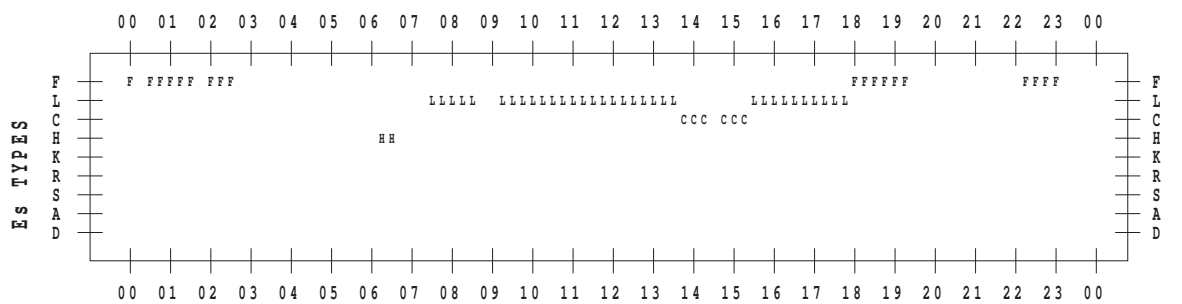 00 01 02 03 04 05 06 07 08 09 10 11 12 13 14 15 16 17 18 19 20 21 22 23 00
F F FFFFF FFF FFFFFF FFFF F
L LLLLL LLLLLLLLLLLLLLLLLL LLLLLLLLLL L
C CCC CCC C
H HH H
K K
R R
S S
A A
D D
Es TYPES
00 01 02 03 04 05 06 07 08 09 10 11 12 13 14 15 16 17 18 19 20 21 22 23 00